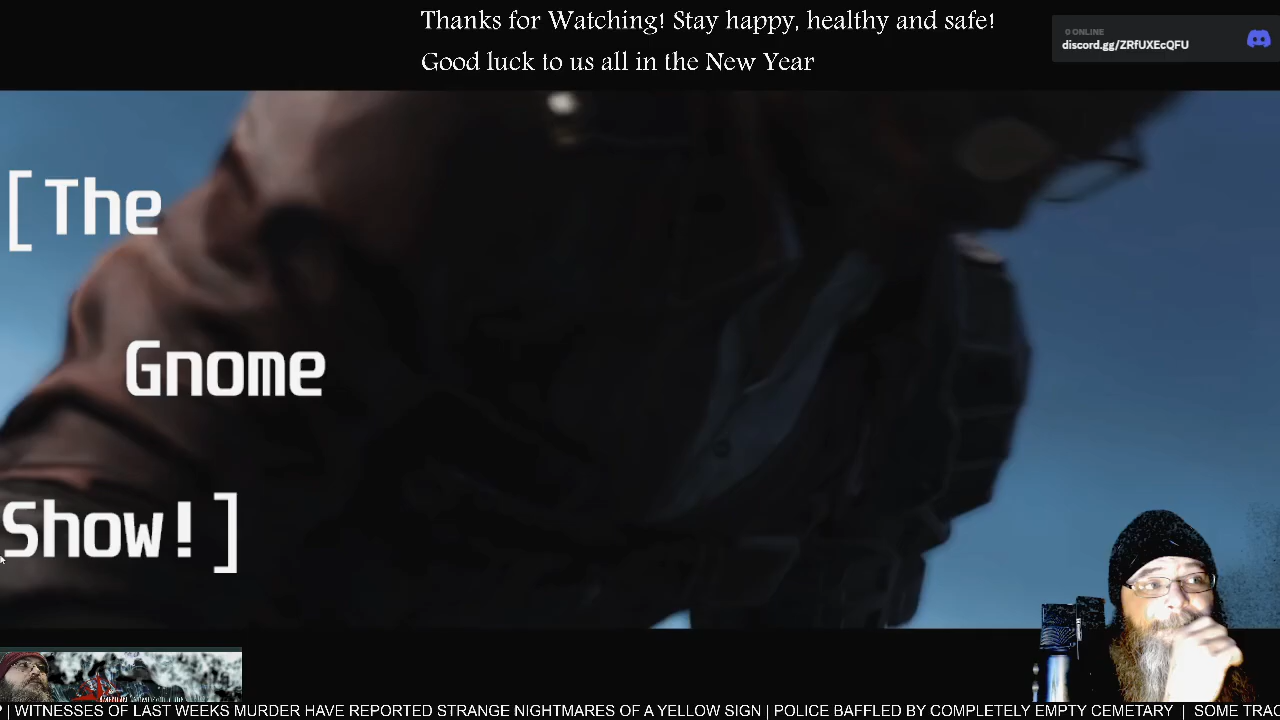 Thanks for Watching! Stay happy, healthy and safe!
Good luck to us all in the New Year
0 ONLINE
discord.gg/ZRfUXEcQFU
[The
Gnome
Show!]
| WITNESSES OF LAST WEEKS MURDER HAVE REPORTED STRANGE NIGHTMARES OF A YELLOW SIGN | POLICE BAFFLED BY COMPLETELY EMPTY CEMETARY | SOME